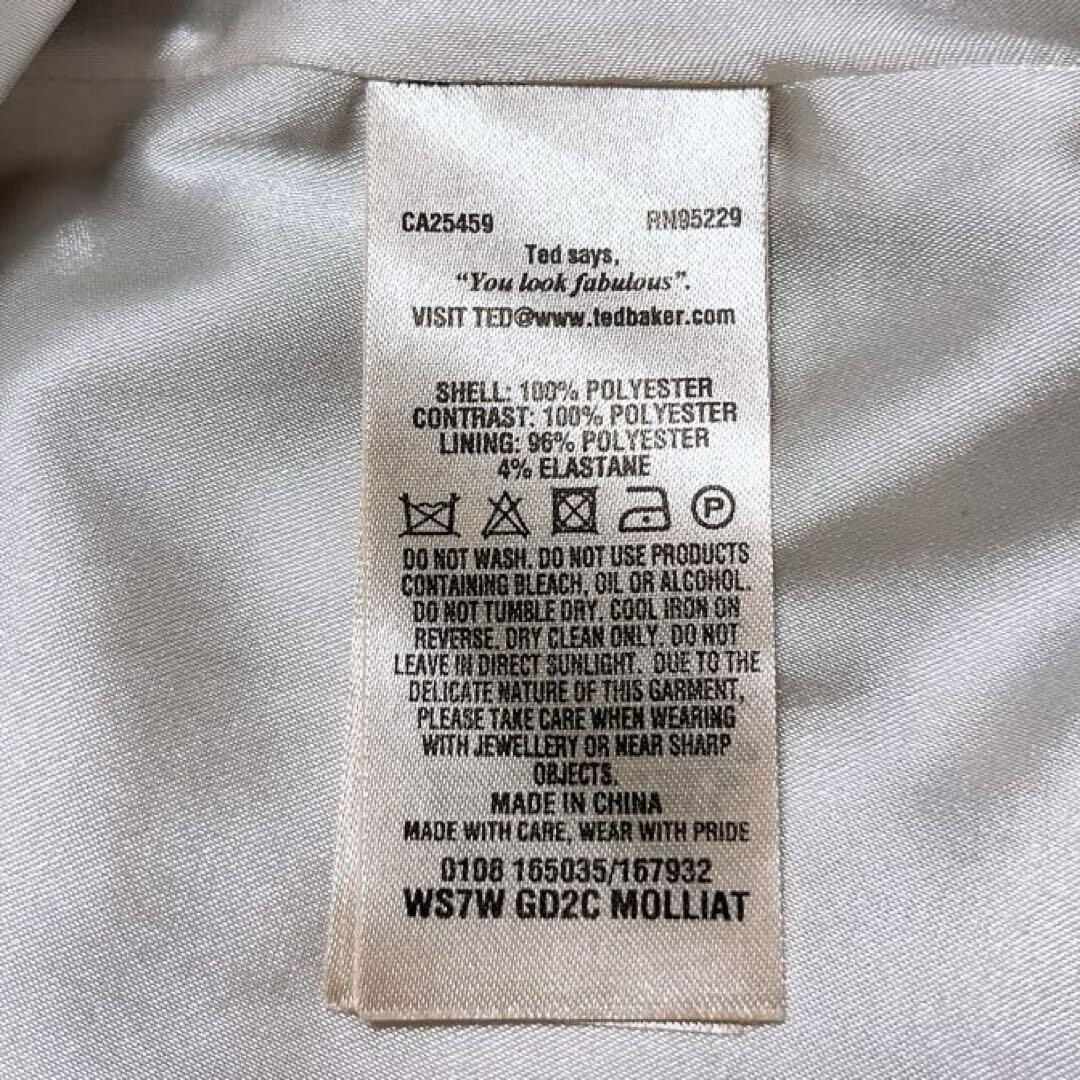 CA25459 RN95229
Ted says,
"You look fabulous".
VISIT TED@www.tedbaker.com
SHELL: 100% POLYESTER
CONTRAST: 100% POLYESTER
LINING: 96% POLYESTER
4% ELASTANE
P
DO NOT WASH. DO NOT USE PRODUCTS
CONTAINING BLEACH, OIL OR ALCOHOL.
DO NOT TUMBLE DRY. COOL IRON ON
REVERSE. DRY CLEAN ONLY. DO NOT
LEAVE IN DIRECT SUNLIGHT. DUE TO THE
DELICATE NATURE OF THIS GARMENT,
PLEASE TAKE CARE WHEN WEARING
WITH JEWELLERY OR NEAR SHARP
OBJECTS.
MADE IN CHINA
MADE WITH CARE, WEAR WITH PRIDE
0108 165035/167932
WS7W GD2C MOLLIAT